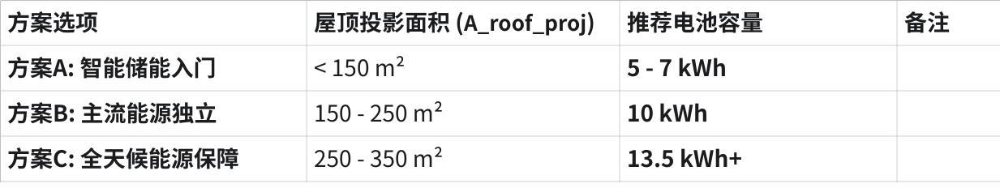 方案选项 屋顶投影面积 (A_roof_proj) 推荐电池容量 备注
方案A: 智能储能入门 < 150 m² 5 - 7 kWh
方案B: 主流能源独立 150 - 250 m² 10 kWh
方案C: 全天候能源保障 250 - 350 m² 13.5 kWh+